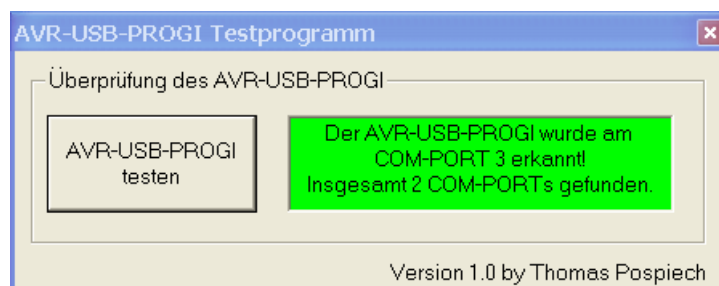 AVR-USB-PROGI Testprogramm
Überprüfung des AVR-USB-PROGI
AVR-USB-PROGI
testen
Der AVR-USB-PROGI wurde am
COM-PORT 3 erkannt!
Insgesamt 2 COM-PORTs gefunden.
Version 1.0 by Thomas Pospiech